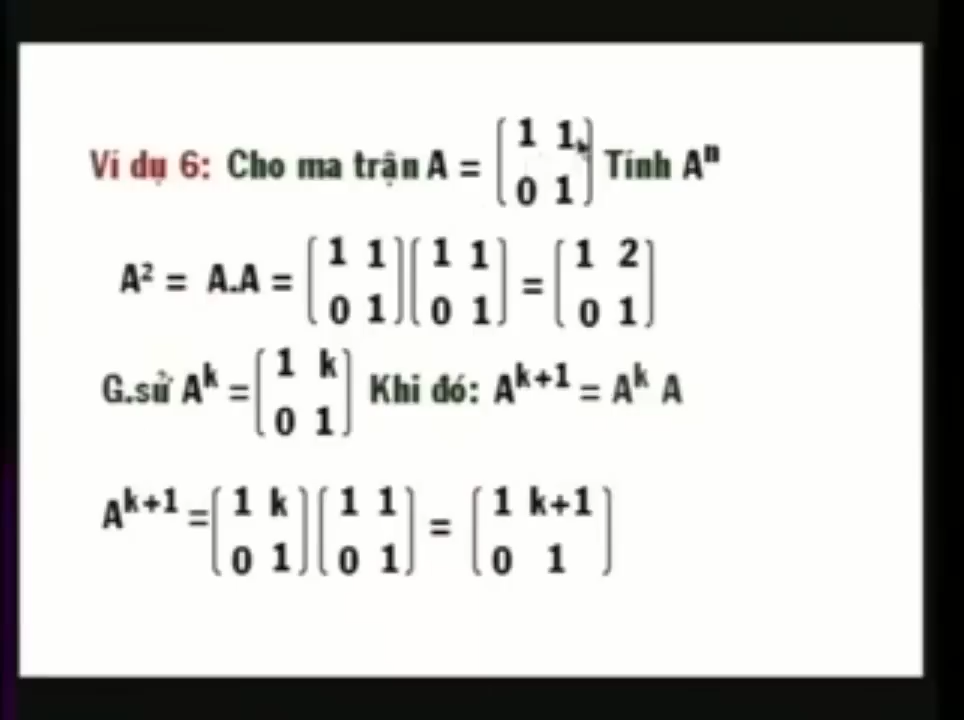 Ví dụ 6: Cho ma trận A = [1 1; 0 1] Tính Aⁿ
A² = A.A = [1 1; 0 1] [1 1; 0 1] = [1 2; 0 1]
G.sử Aᵏ = [1 k; 0 1] Khi đó: Aᵏ⁺¹ = Aᵏ A
Aᵏ⁺¹ = [1 k; 0 1] [1 1; 0 1] = [1 k+1; 0 1]